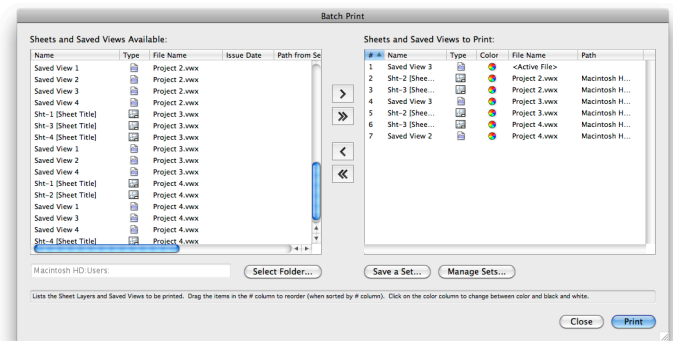 Batch Print
Sheets and Saved Views Available:
Name Type File Name Issue Date Path from Se
Saved View 1 Project 2.vwx
Saved View 2 Project 2.vwx
Saved View 3 Project 2.vwx
Saved View 4 Project 2.vwx
Sht-1 [Sheet Title] Project 3.vwx
Sht-3 [Sheet Title] Project 3.vwx
Sht-4 [Sheet Title] Project 3.vwx
Saved View 1 Project 3.vwx
Saved View 2 Project 3.vwx
Saved View 4 Project 3.vwx
Sht-1 [Sheet Title] Project 4.vwx
Sht-2 [Sheet Title] Project 4.vwx
Saved View 1 Project 4.vwx
Saved View 3 Project 4.vwx
Saved View 4 Project 4.vwx
Sht-4 [Sheet Title] Project 4.vwx
Macintosh HD:Users:
Select Folder...
Sheets and Saved Views to Print:
# Name Type Color File Name Path
1 Saved View 3 <Active File>
2 Sht-2 [Shee... Project 2.vwx Macintosh H...
3 Sht-3 [Shee... Project 2.vwx Macintosh H...
4 Saved View 3 Project 3.vwx Macintosh H...
5 Sht-2 [Shee... Project 3.vwx Macintosh H...
6 Sht-3 [Shee... Project 4.vwx Macintosh H...
7 Saved View 2 Project 4.vwx Macintosh H...
Save a Set... Manage Sets...
Lists the Sheet Layers and Saved Views to be printed. Drag the items in the # column to reorder (when sorted by # column). Click on the color column to change between color and black and white.
Close Print